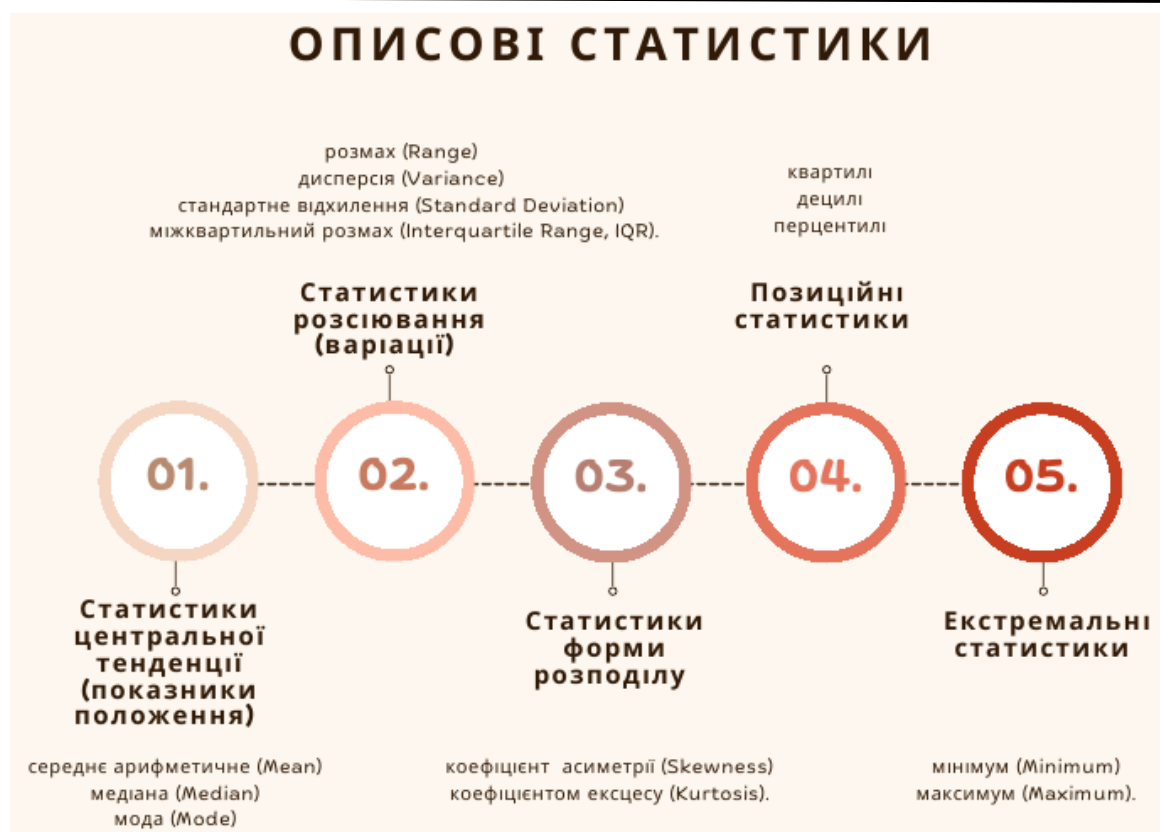 ОПИСОВІ СТАТИСТИКИ
розмах (Range)
дисперсія (Variance)
стандартне відхилення (Standard Deviation)
міжквартильний розмах (Interquartile Range, IQR).
Статистики
розсіювання
(варіації)
квартилі
децилі
перцентилі
Позиційні
статистики
01.
02.
03.
04.
05.
Статистики
центральної
тенденції
(показники
положення)
середнє арифметичне (Mean)
медіана (Median)
мода (Mode)
Статистики
форми
розподілу
коефіцієнт асиметрії (Skewness)
коефіцієнтом ексцесу (Kurtosis).
Екстремальні
статистики
мінімум (Minimum)
максимум (Maximum).